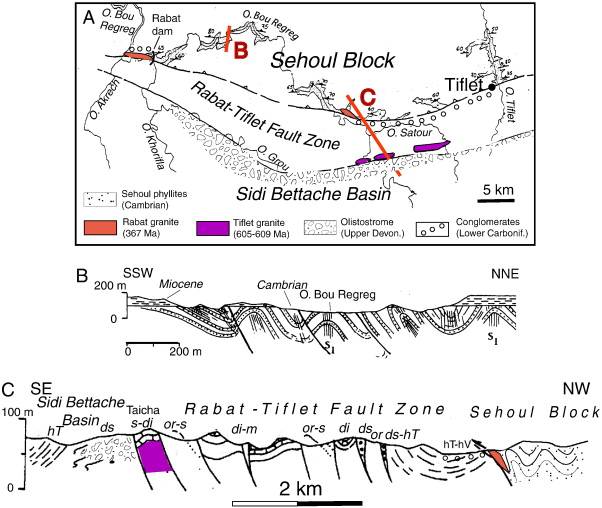 A
O. Bou
Regreg
Rabat
dam
O. Bou Regreg
B
Sehoul Block
C
Tiflet
O. Tiflet
O. Akrech
O. Khorifla
Rabat-Tiflet Fault Zone
O. Satour
O. Grou
Sidi Bettache Basin
5 km
Sehoul phyllites
(Cambrian)
Rabat granite
(367 Ma)
Tiflet granite
(605-609 Ma)
Olistostrome
(Upper Devon.)
Conglomerates
(Lower Carbonif.)
B
SSW
NNE
200 m
0
Miocene
Cambrian
O. Bou Regreg
S1
S1
0
200 m
C
SE
NW
Sidi Bettache
Basin
Rabat-Tiflet Fault Zone
Sehoul Block
100 m
0
hT
ds
Taicha
s-di
or-s
di-m
or-s
di
ds
or
ds-hT
hT-hV
2 km